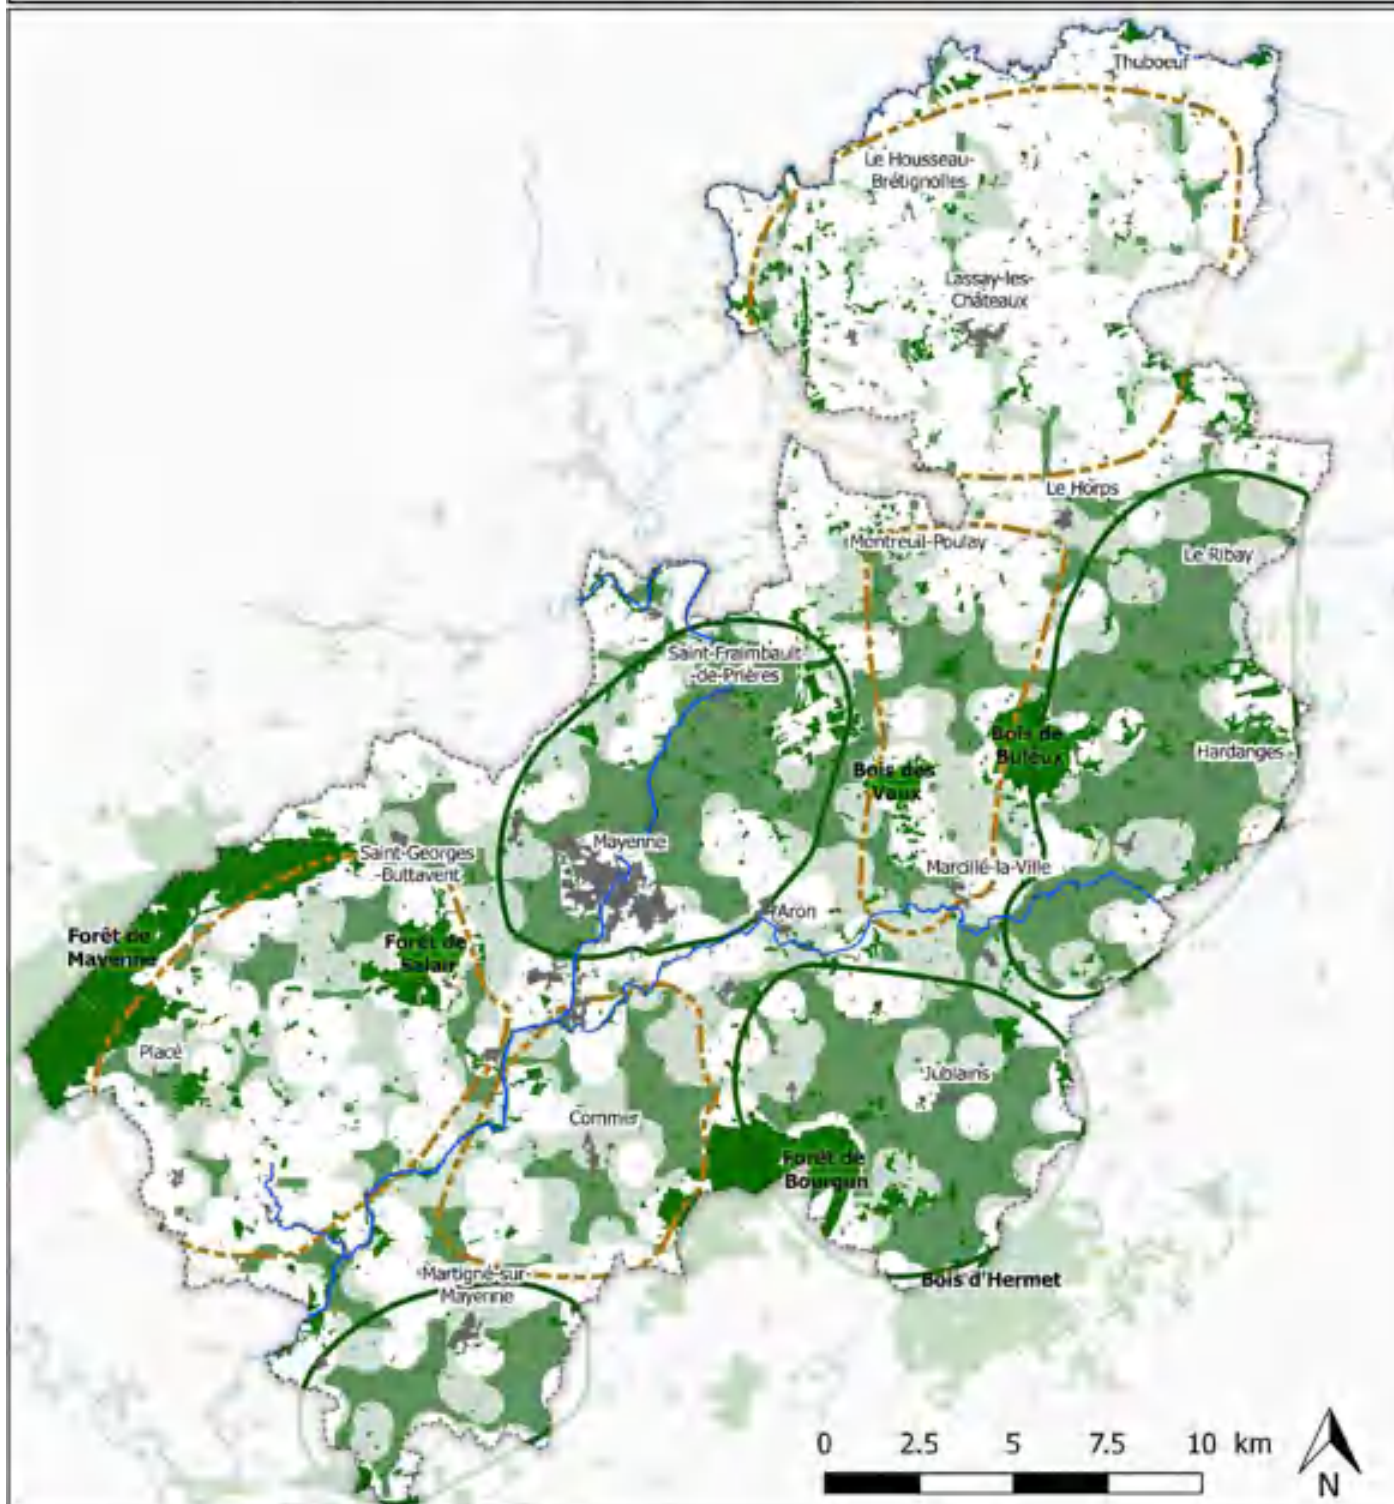 Thuboeuf
Le Housseau-
Brétignolles
Lassay-les-
Châteaux
Le Horps
Montreuil-Poulay
Le Ribay
Saint-Fraimbault
-de-Prières
Bois de
Buleux
Hardanges
Bois des
Vaux
Mayenne
Saint-Georges
-Buttavent
Marcillé-la-Ville
Aron
Forêt de
Mayenne
Forêt de
Salair
Placé
Jublains
Commer
Forêt de
Bourgon
Martigné-sur-
Mayenne
Bois d'Hermet
0 2.5 5 7.5 10 km
N